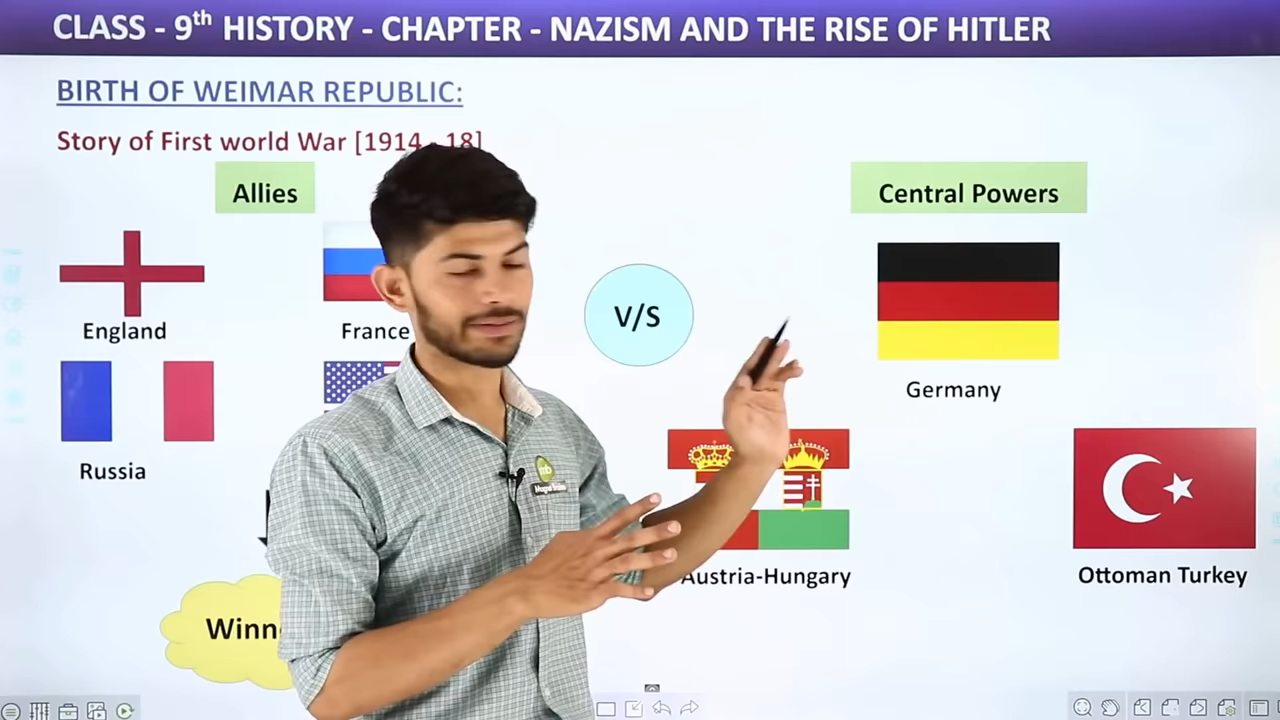 CLASS - 9th HISTORY - CHAPTER - NAZISM AND THE RISE OF HITLER
BIRTH OF WEIMAR REPUBLIC:
Story of First world War [1914 - 18]
Allies
Central Powers
England
France
V/S
Germany
Russia
Austria-Hungary
Ottoman Turkey
mb